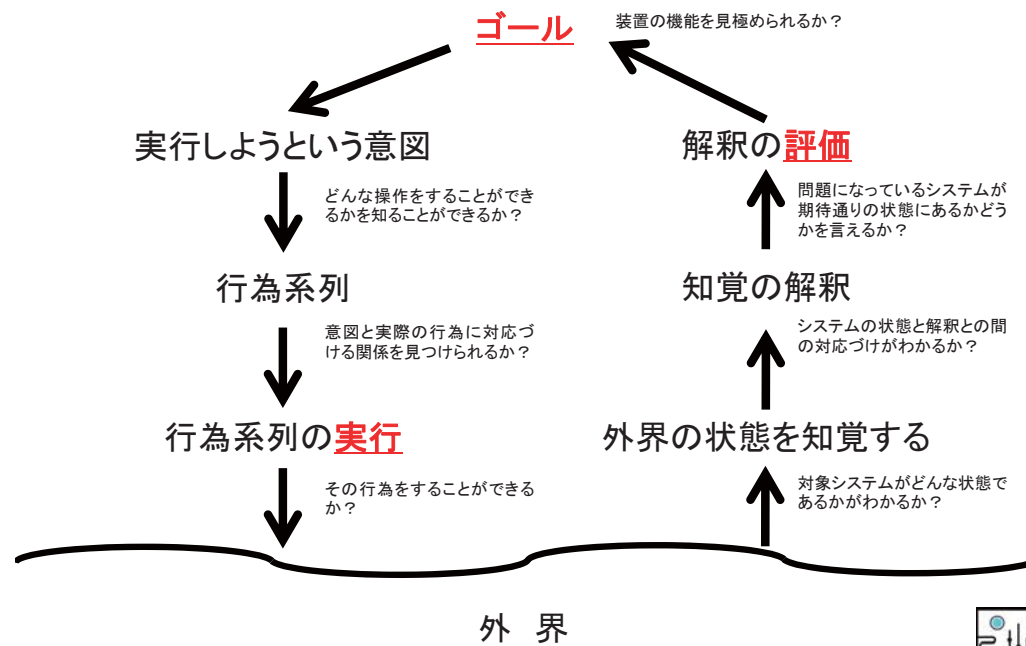 ゴール
装置の機能を見極められるか？
実行しようという意図
どんな操作をすることができ
るかを知ることができるか？
行為系列
意図と実際の行為に対応づ
ける関係を見つけられるか？
行為系列の実行
その行為をすることができる
か？
解釈の評価
問題になっているシステムが
期待通りの状態にあるかどう
かを言えるか？
知覚の解釈
システムの状態と解釈との間
の対応づけがわかるか？
外界の状態を知覚する
対象システムがどんな状態で
あるかがわかるか？
外 界